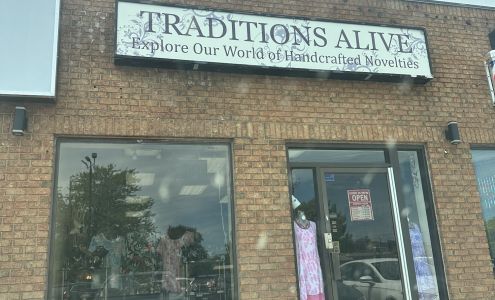 TRADITIONS ALIVE
Explore Our World of Handcrafted Novelties
OPEN